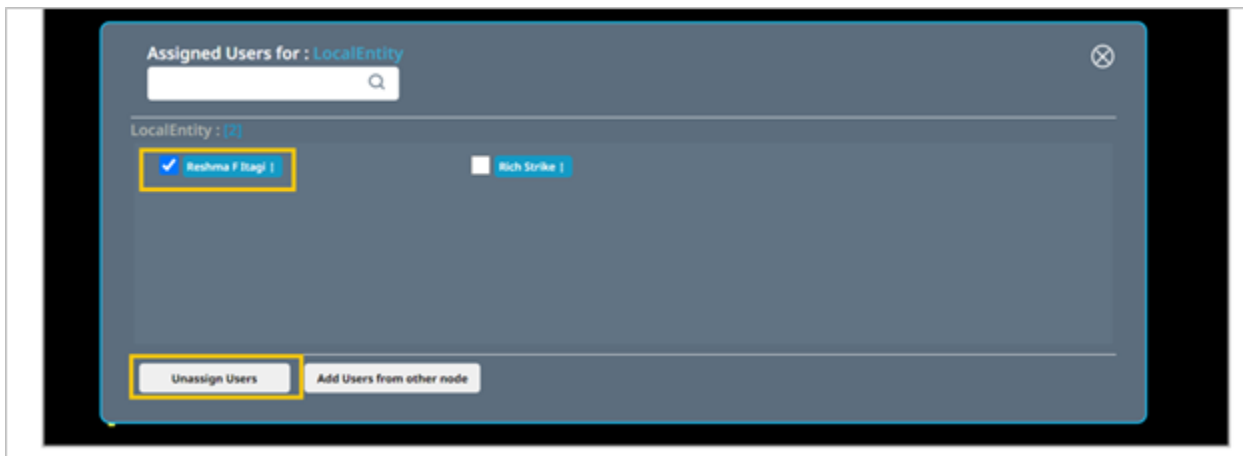 Assigned Users for : LocalEntity
LocalEntity : [2]
Reshma F Itagi | Rich Strike |
Unassign Users Add Users from other node